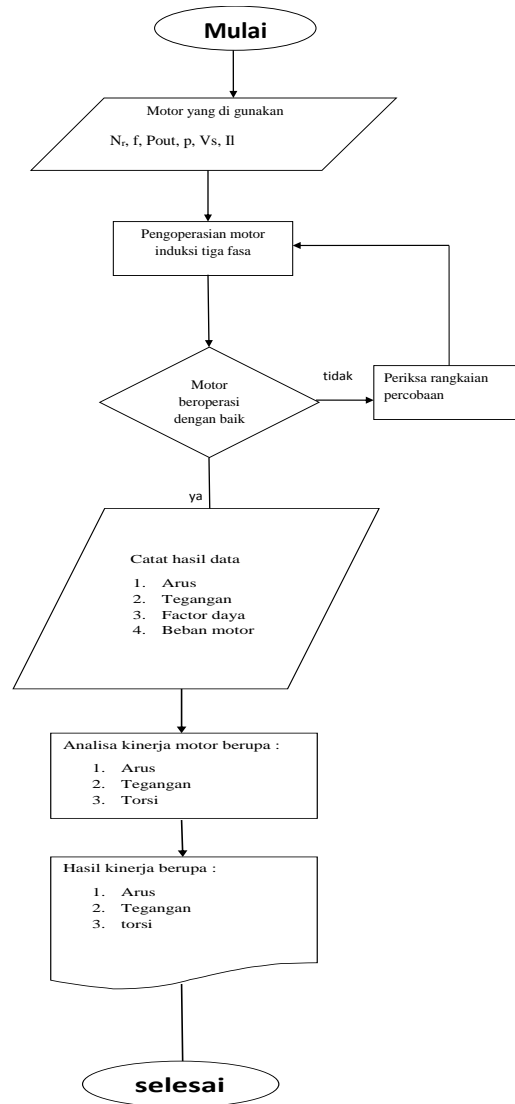 Mulai
Motor yang di gunakan
Nr, f, Pout, p, Vs, Il
Pengoperasian motor
induksi tiga fasa
Motor
beroperasi
dengan baik
tidak
Periksa rangkaian
percobaan
ya
Catat hasil data
1. Arus
2. Tegangan
3. Factor daya
4. Beban motor
Analisa kinerja motor berupa :
1. Arus
2. Tegangan
3. Torsi
Hasil kinerja berupa :
1. Arus
2. Tegangan
3. torsi
selesai